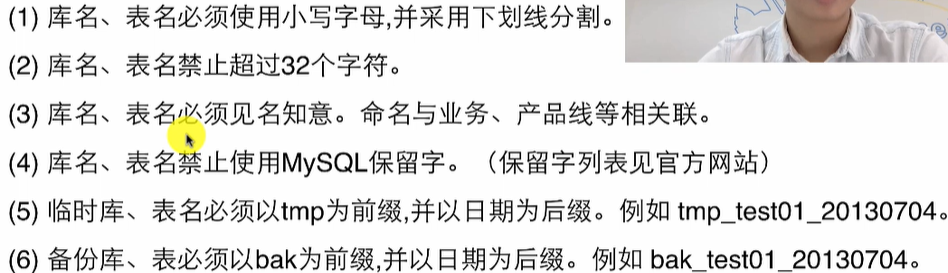 (1) 库名、表名必须使用小写字母,并采用下划线分割。
(2) 库名、表名禁止超过32个字符。
(3) 库名、表名必须见名知意。命名与业务、产品线等相关联。
(4) 库名、表名禁止使用MySQL保留字。（保留字列表见官方网站）
(5) 临时库、表名必须以tmp为前缀,并以日期为后缀。例如 tmp_test01_20130704。
(6) 备份库、表必须以bak为前缀,并以日期为后缀。例如 bak_test01_20130704。